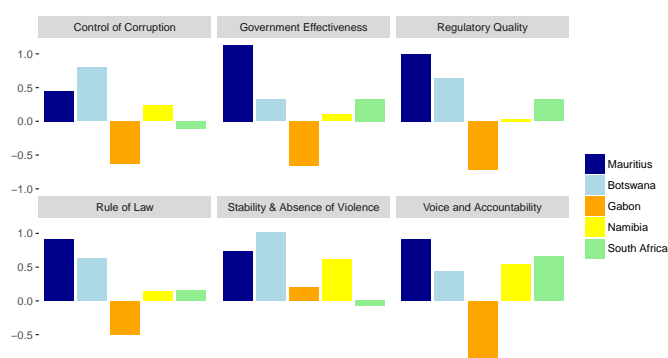 Control of Corruption
Government Effectiveness
Regulatory Quality
1.0
0.5
0.0
−0.5
−1.0
Rule of Law
Stability & Absence of Violence
Voice and Accountability
1.0
0.5
0.0
−0.5
Mauritius
Botswana
Gabon
Namibia
South Africa